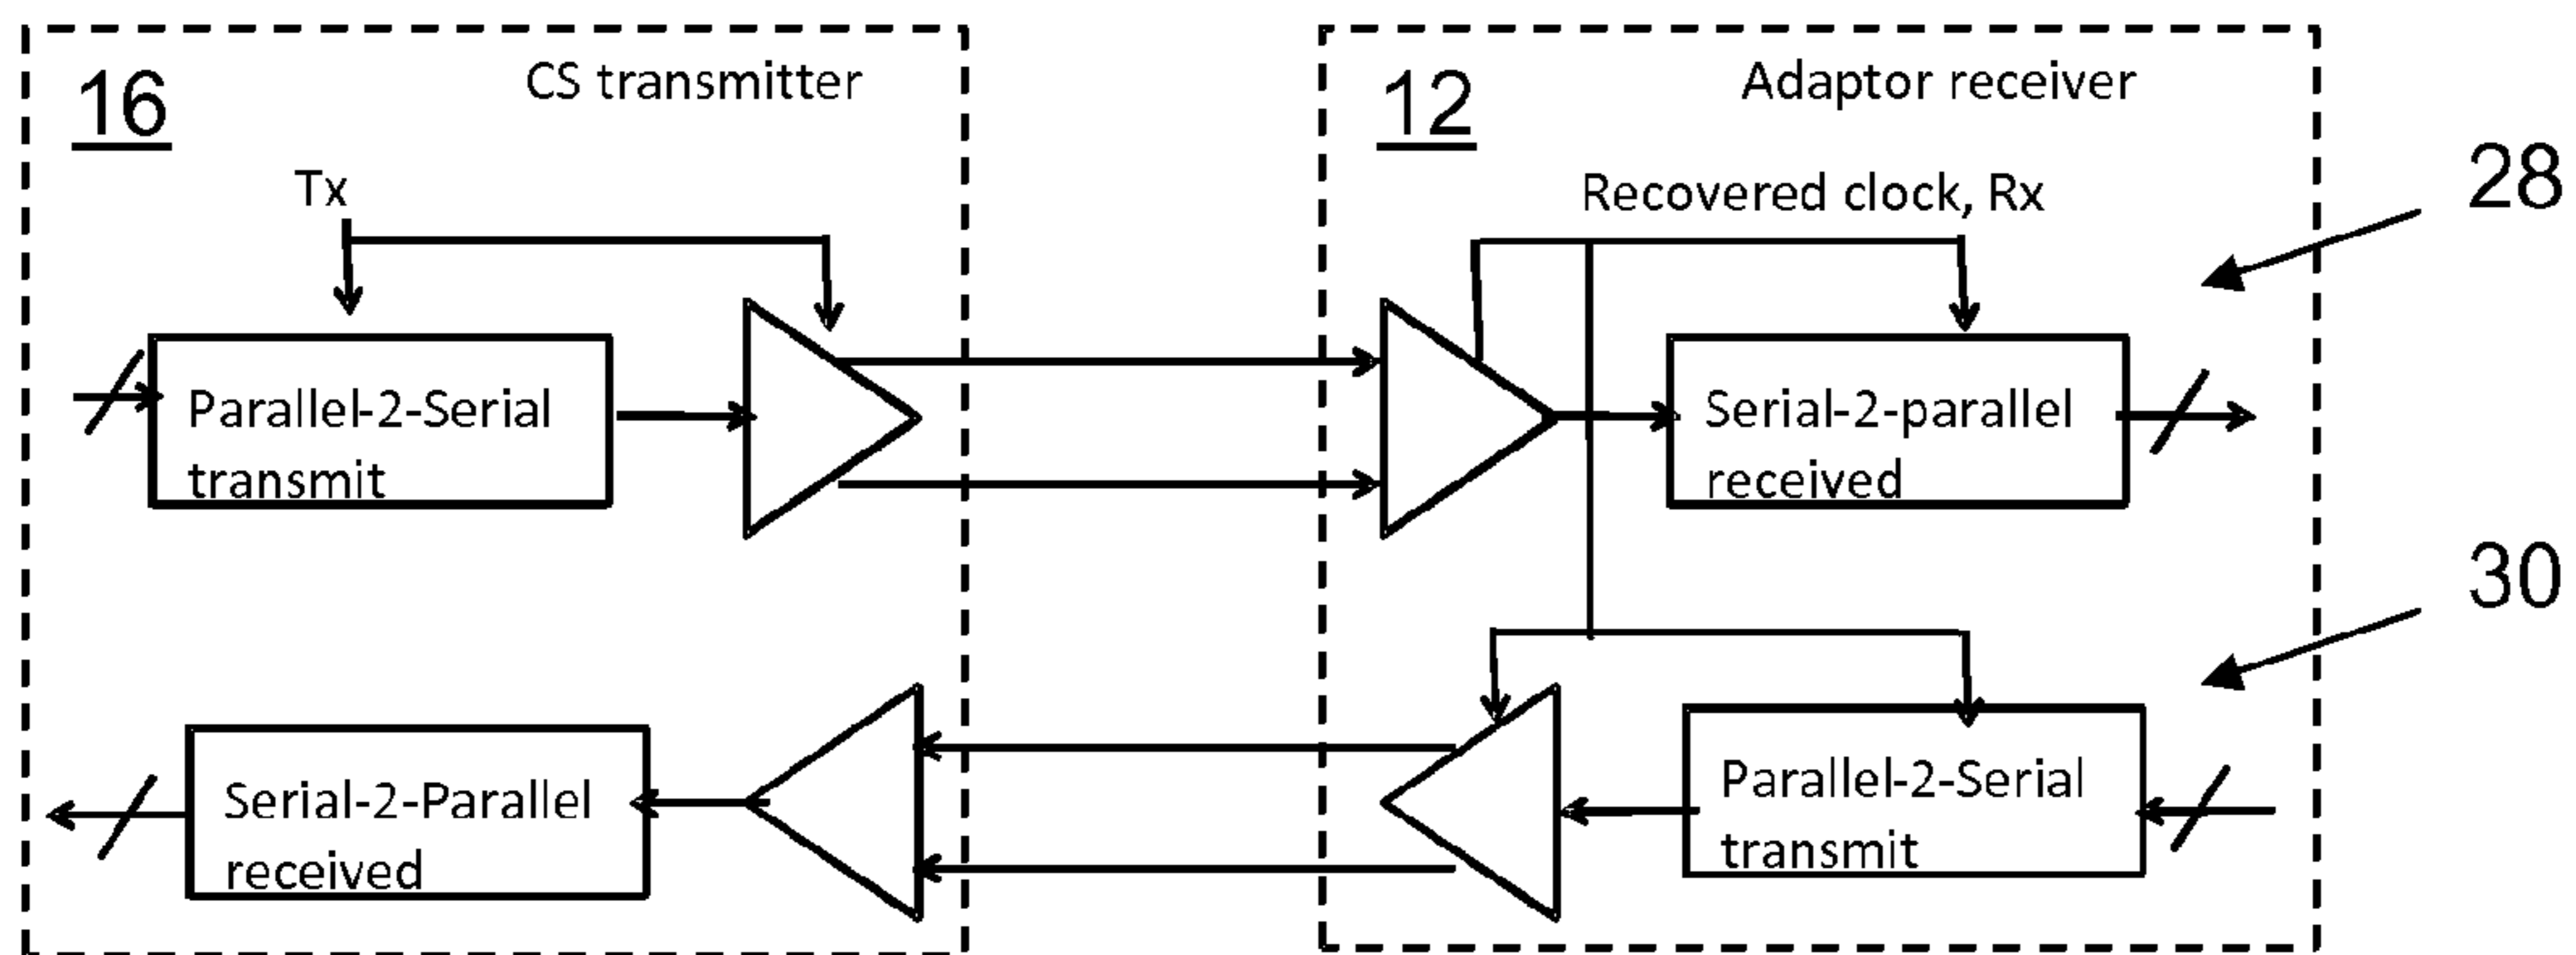 16
CS transmitter
12
Adaptor receiver
28
Tx
Recovered clock, Rx
Parallel-2-Serial
transmit
Serial-2-parallel
received
30
Serial-2-Parallel
received
Parallel-2-Serial
transmit